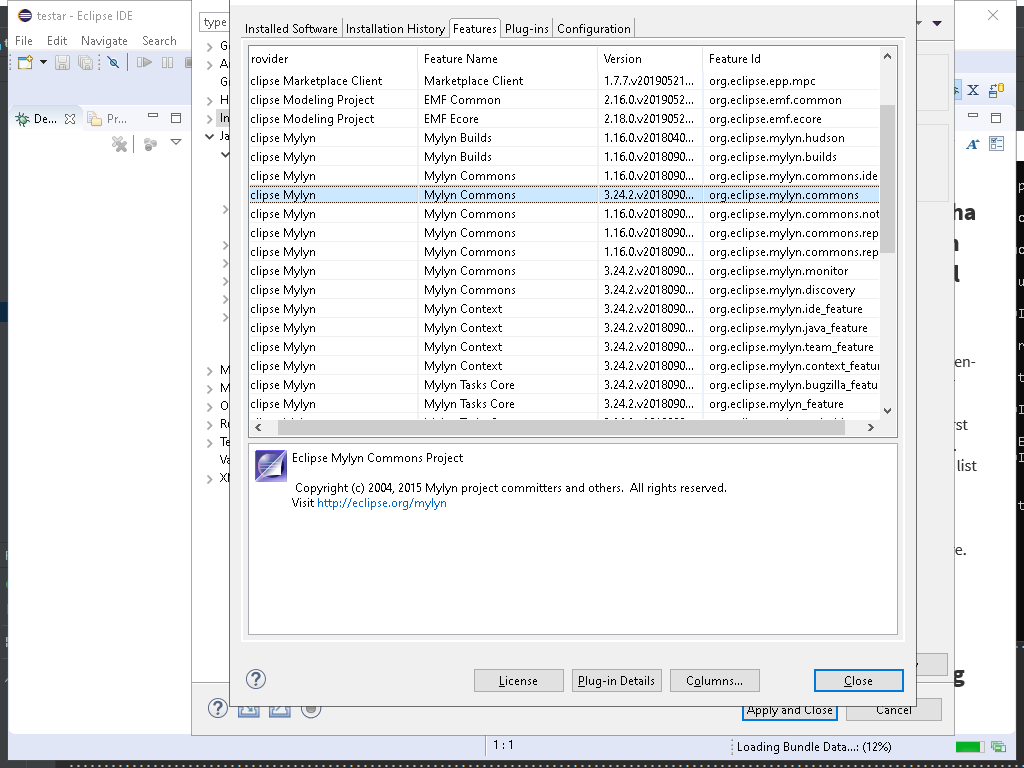 testar - Eclipse IDE
File Edit Navigate Search
De...
Pr...
type
Installed Software Installation History Features Plug-ins Configuration
rovider Feature Name Version Feature Id
clipse Marketplace Client Marketplace Client 1.7.7.v20190521... org.eclipse.epp.mpc
clipse Modeling Project EMF Common 2.16.0.v2019052... org.eclipse.emf.common
clipse Modeling Project EMF Ecore 2.18.0.v2019052... org.eclipse.emf.ecore
clipse Mylyn Mylyn Builds 1.16.0.v2018040... org.eclipse.mylyn.hudson
clipse Mylyn Mylyn Builds 1.16.0.v2018090... org.eclipse.mylyn.builds
clipse Mylyn Mylyn Commons 1.16.0.v2018090... org.eclipse.mylyn.commons.ide
clipse Mylyn Mylyn Commons 3.24.2.v2018090... org.eclipse.mylyn.commons
clipse Mylyn Mylyn Commons 1.16.0.v2018090... org.eclipse.mylyn.commons.not
clipse Mylyn Mylyn Commons 1.16.0.v2018090... org.eclipse.mylyn.commons.rep
clipse Mylyn Mylyn Commons 1.16.0.v2018090... org.eclipse.mylyn.commons.rep
clipse Mylyn Mylyn Commons 3.24.2.v2018090... org.eclipse.mylyn.monitor
clipse Mylyn Mylyn Commons 3.24.2.v2018090... org.eclipse.mylyn.discovery
clipse Mylyn Mylyn Context 3.24.2.v2018090... org.eclipse.mylyn.ide_feature
clipse Mylyn Mylyn Context 3.24.2.v2018090... org.eclipse.mylyn.java_feature
clipse Mylyn Mylyn Context 3.24.2.v2018090... org.eclipse.mylyn.team_feature
clipse Mylyn Mylyn Context 3.24.2.v2018090... org.eclipse.mylyn.context_featur
clipse Mylyn Mylyn Tasks Core 3.24.2.v2018090... org.eclipse.mylyn.bugzilla_featu
clipse Mylyn Mylyn Tasks Core 3.24.2.v2018090... org.eclipse.mylyn_feature
Eclipse Mylyn Commons Project
Copyright (c) 2004, 2015 Mylyn project committers and others. All rights reserved.
Visit http://eclipse.org/mylyn
License Plug-in Details Columns... Close
Apply and Close Cancel
1 : 1
Loading Bundle Data...: (12%)
ha
en-
rst
list
e.
g